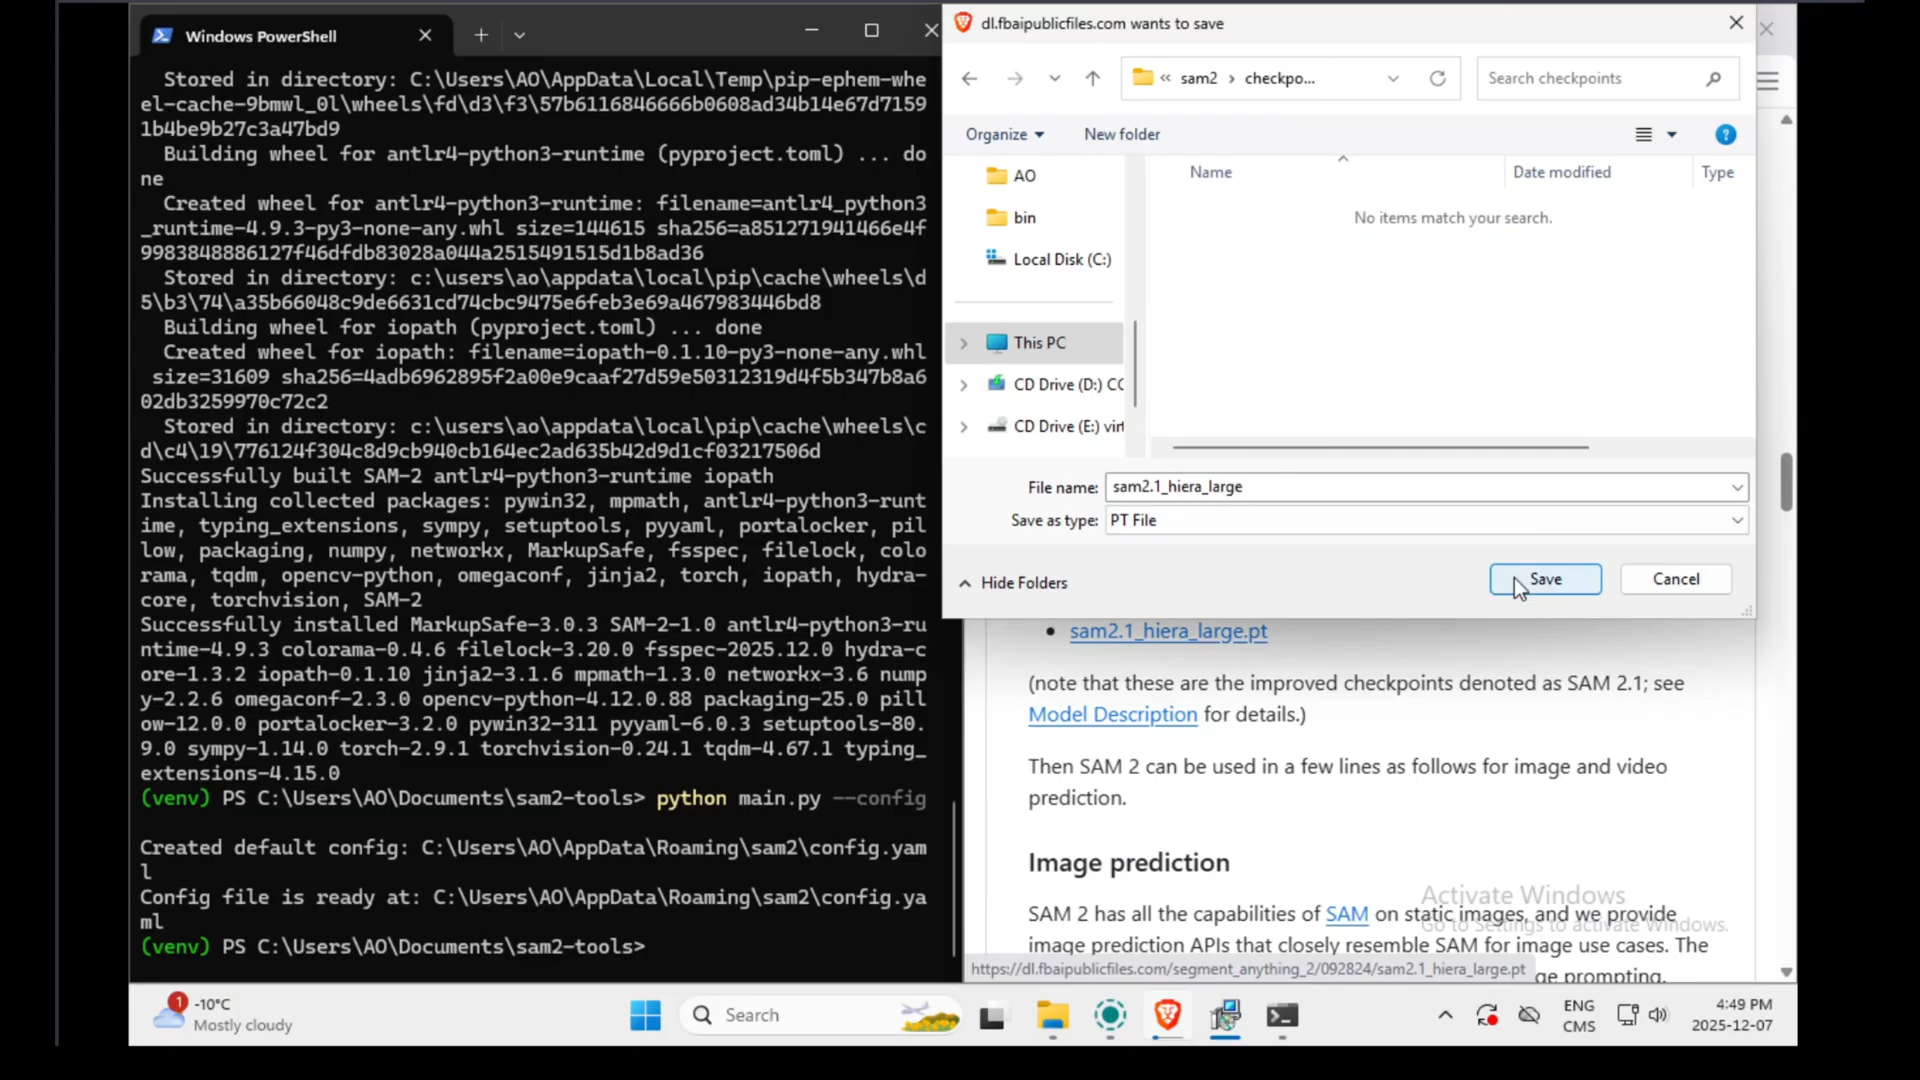 Windows PowerShell
Stored in directory: C:\Users\AO\AppData\Local\Temp\pip-ephem-whe
el-cache-9bmwl_0l\wheels\fd\d3\f3\57b6116846666b0608ad34b14e67d7159
1b4be9b27c3a47bd9
Building wheel for antlr4-python3-runtime (pyproject.toml) ... do
ne
Created wheel for antlr4-python3-runtime: filename=antlr4_python3
_runtime-4.9.3-py3-none-any.whl size=144615 sha256=a851271941466e4f
9983848886127f46dfdb83028a044a2515491515d1b8ad36
Stored in directory: c:\users\ao\appdata\local\pip\cache\wheels\d
5\b3\74\a35b66048c9de6631cd74cbc9475e6feb3e69a467983446bd8
Building wheel for iopath (pyproject.toml) ... done
Created wheel for iopath: filename=iopath-0.1.10-py3-none-any.whl
size=31609 sha256=4adb6962895f2a00e9caaf27d59e50312319d4f5b347b8a6
02db3259970c72c2
Stored in directory: c:\users\ao\appdata\local\pip\cache\wheels\c
d\c4\19\776124f304c8d9cb940cb164ec2ad635b42d9d1cf03217506d
Successfully built SAM-2 antlr4-python3-runtime iopath
Installing collected packages: pywin32, mpmath, antlr4-python3-runt
ime, typing_extensions, sympy, setuptools, pyyaml, portalocker, pil
low, packaging, numpy, networkx, MarkupSafe, fsspec, filelock, colo
rama, tqdm, opencv-python, omegaconf, jinja2, torch, iopath, hydra-
core, torchvision, SAM-2
Successfully installed MarkupSafe-3.0.3 SAM-2-1.0 antlr4-python3-ru
ntime-4.9.3 colorama-0.4.6 filelock-3.20.0 fsspec-2025.12.0 hydra-c
ore-1.3.2 iopath-0.1.10 jinja2-3.1.6 mpmath-1.3.0 networkx-3.6 nump
y-2.2.6 omegaconf-2.3.0 opencv-python-4.12.0.88 packaging-25.0 pill
ow-12.0.0 portalocker-3.2.0 pywin32-311 pyyaml-6.0.3 setuptools-80.
9.0 sympy-1.14.0 torch-2.9.1 torchvision-0.24.1 tqdm-4.67.1 typing_
extensions-4.15.0
(venv) PS C:\Users\AO\Documents\sam2-tools> python main.py --config
Created default config: C:\Users\AO\AppData\Roaming\sam2\config.yam
l
Config file is ready at: C:\Users\AO\AppData\Roaming\sam2\config.ya
ml
(venv) PS C:\Users\AO\Documents\sam2-tools>
dl.fbaipublicfiles.com wants to save
« sam2 › checkpo...
Search checkpoints
Organize
New folder
AO
bin
Local Disk (C:)
This PC
CD Drive (D:) CC
CD Drive (E:) virt
Name
Date modified
Type
No items match your search.
File name: sam2.1_hiera_large
Save as type: PT File
Hide Folders
Save
Cancel
sam2.1_hiera_large.pt
(note that these are the improved checkpoints denoted as SAM 2.1; see
Model Description for details.)
Then SAM 2 can be used in a few lines as follows for image and video
prediction.
Image prediction
SAM 2 has all the capabilities of SAM on static images, and we provide
image prediction APIs that closely resemble SAM for image use cases. The
ge prompting.
Activate Windows
Go to Settings to activate Windows.
https://dl.fbaipublicfiles.com/segment_anything_2/092824/sam2.1_hiera_large.pt
1
-10°C
Mostly cloudy
Search
ENG
CMS
4:49 PM
2025-12-07